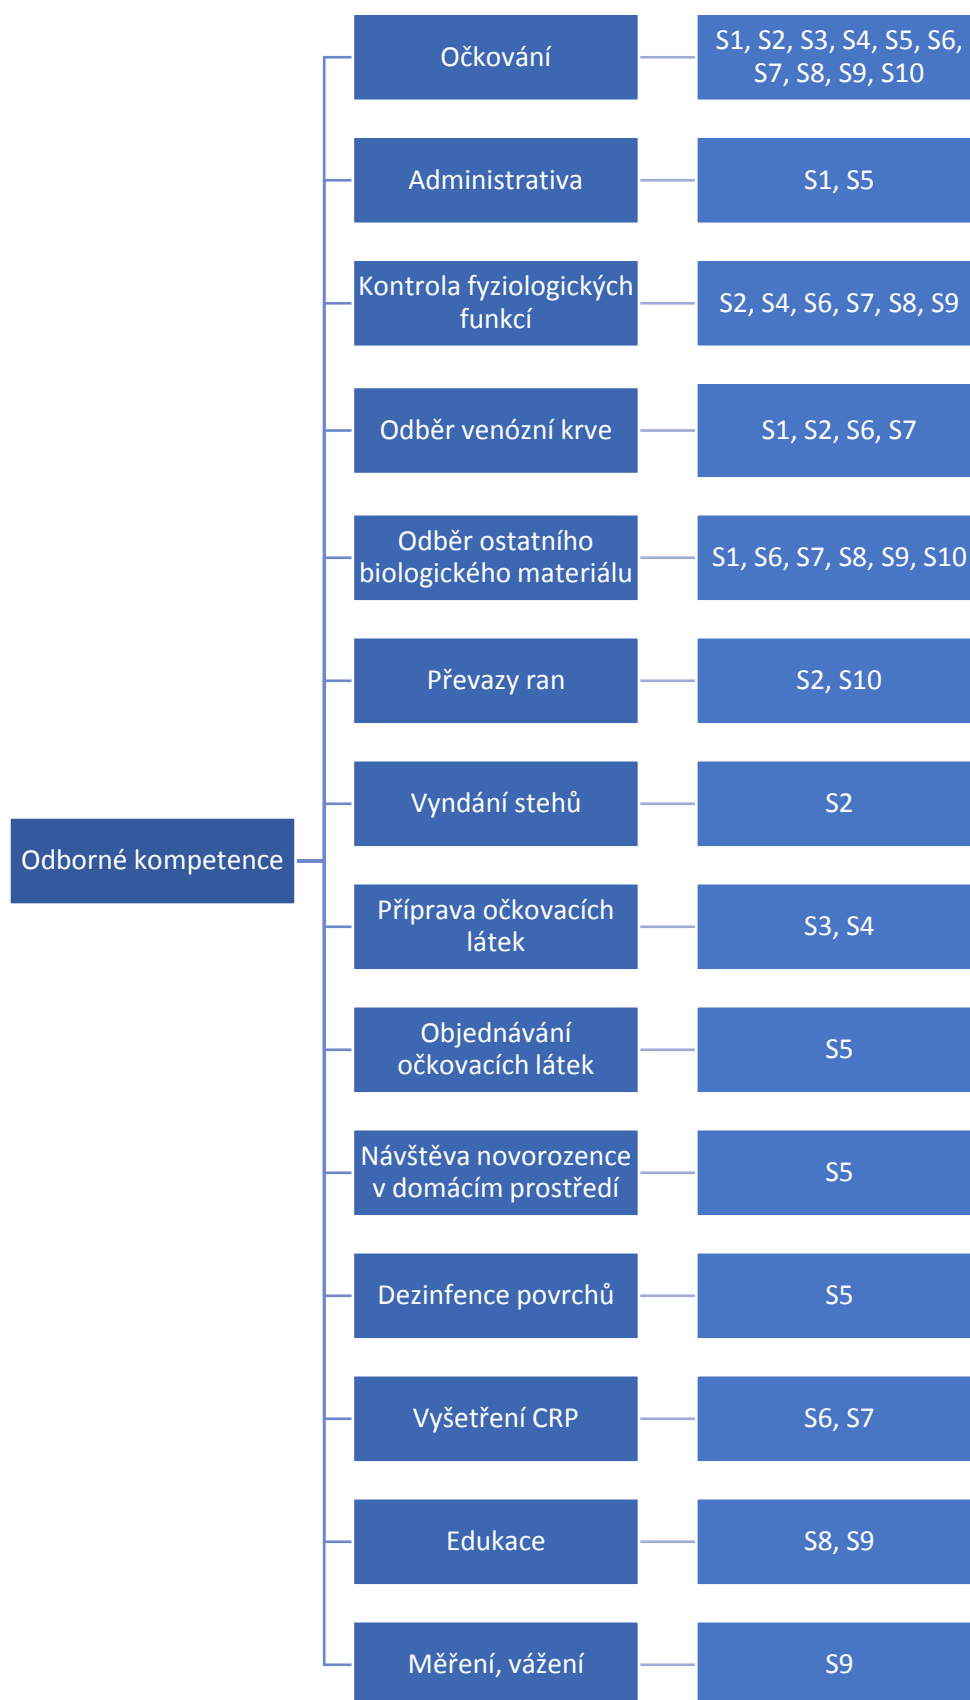 Očkování
S1, S2, S3, S4, S5, S6,
S7, S8, S9, S10
Administrativa
S1, S5
Kontrola fyziologických
funkcí
S2, S4, S6, S7, S8, S9
Odběr venózní krve
S1, S2, S6, S7
Odběr ostatního
biologického materiálu
S1, S6, S7, S8, S9, S10
Převazy ran
S2, S10
Vyndání stehů
S2
Odborné kompetence
Příprava očkovacích
látek
S3, S4
Objednávání
očkovacích látek
S5
Návštěva novorozence
v domácím prostředí
S5
Dezinfence povrchů
S5
Vyšetření CRP
S6, S7
Edukace
S8, S9
Měření, vážení
S9